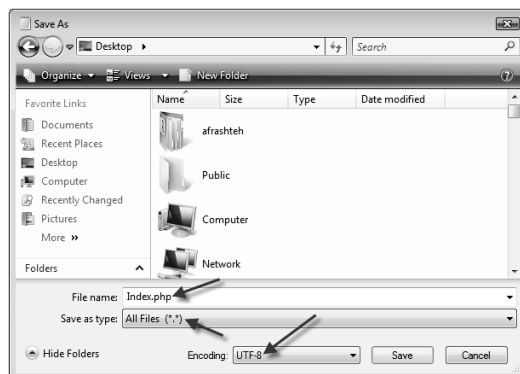 Save As
Desktop
Search
Organize Views New Folder
Favorite Links
Documents
Recent Places
Desktop
Computer
Recently Changed
Pictures
More »
Folders
Name Size Type Date modified
afrashteh
Public
Computer
Network
File name: Index.php
Save as type: All Files (*.*)
Hide Folders
Encoding: UTF-8
Save
Cancel